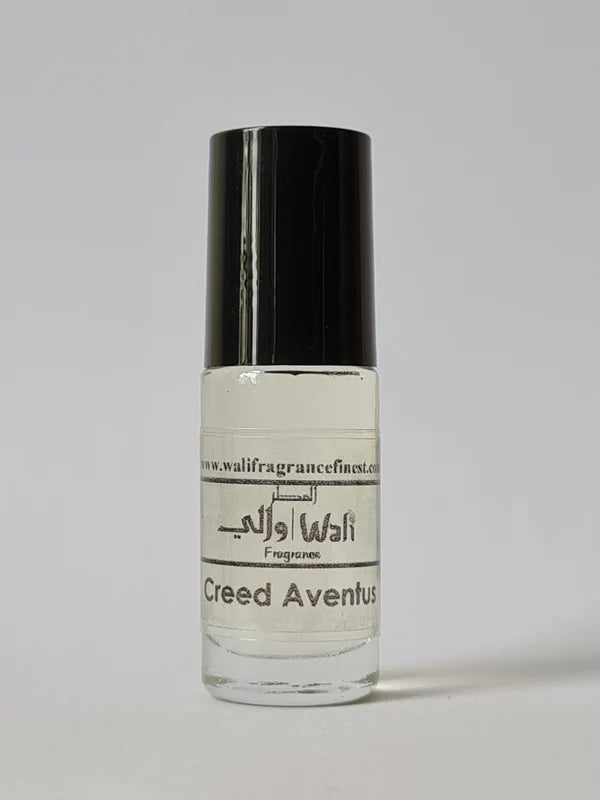 www.walifragrancefinest.com
العطر
والي | Wali
Fragrance
Creed Aventus